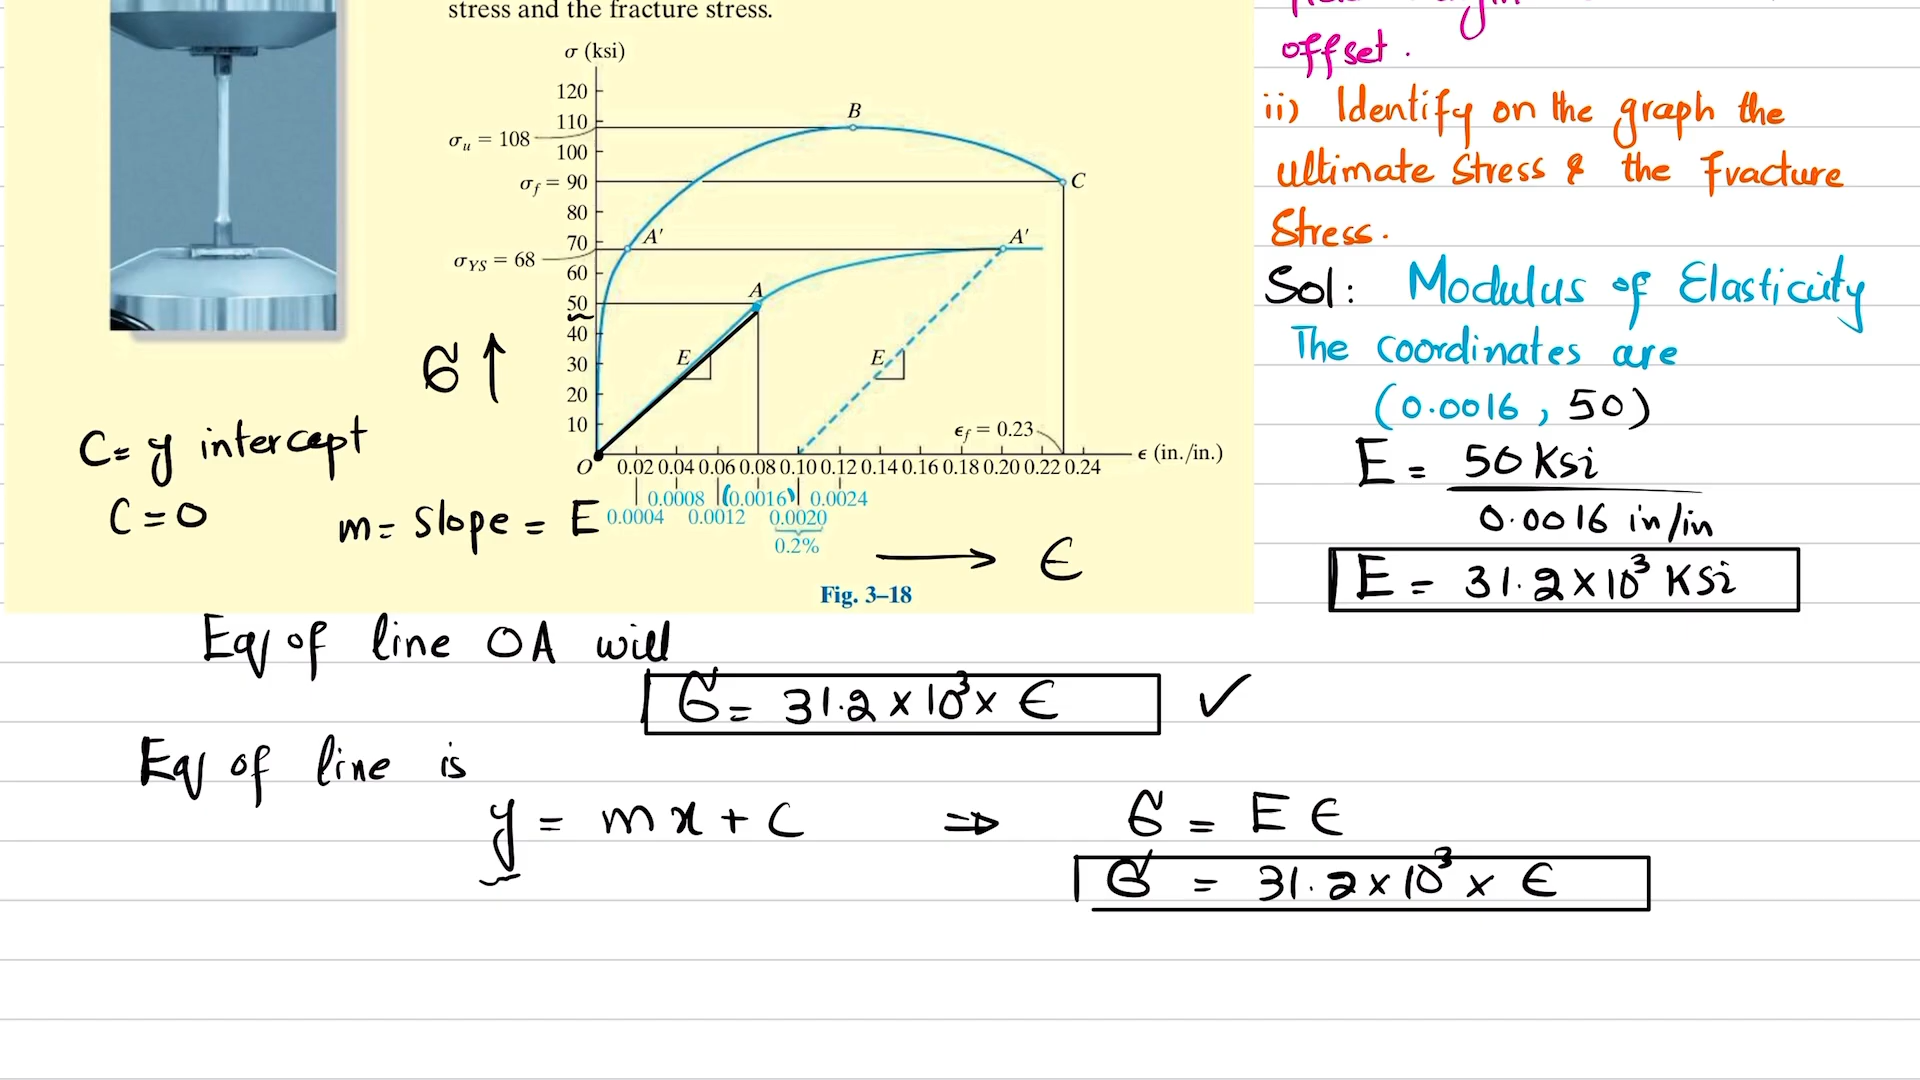 stress and the fracture stress.
σ (ksi)
120
110
100
90
80
70
60
50
40
30
20
10
σu = 108
σf = 90
σYS = 68
B
C
A'
A'
A
E
E
ϵf = 0.23
O
0.02 0.04 0.06 0.08 0.10 0.12 0.14 0.16 0.18 0.20 0.22 0.24
ϵ (in./in.)
0.0008 (0.0016) 0.0024
0.0004 0.0012 0.0020
0.2%
Fig. 3–18
σ ↑
C = y intercept
C = 0
m = slope = E
→ ϵ
offset.
ii) Identify on the graph the
ultimate stress & the Fracture
Stress.
Sol: Modulus of Elasticity
The coordinates are
(0.0016, 50)
E = 50 Ksi
0.0016 in/in
E = 31.2 × 10³ Ksi
Eq of line OA will
σ = 31.2 × 10³ × ϵ ✓
Eq of line is
y = mx + c ⇒ σ = E ϵ
σ = 31.2 × 10³ × ϵ